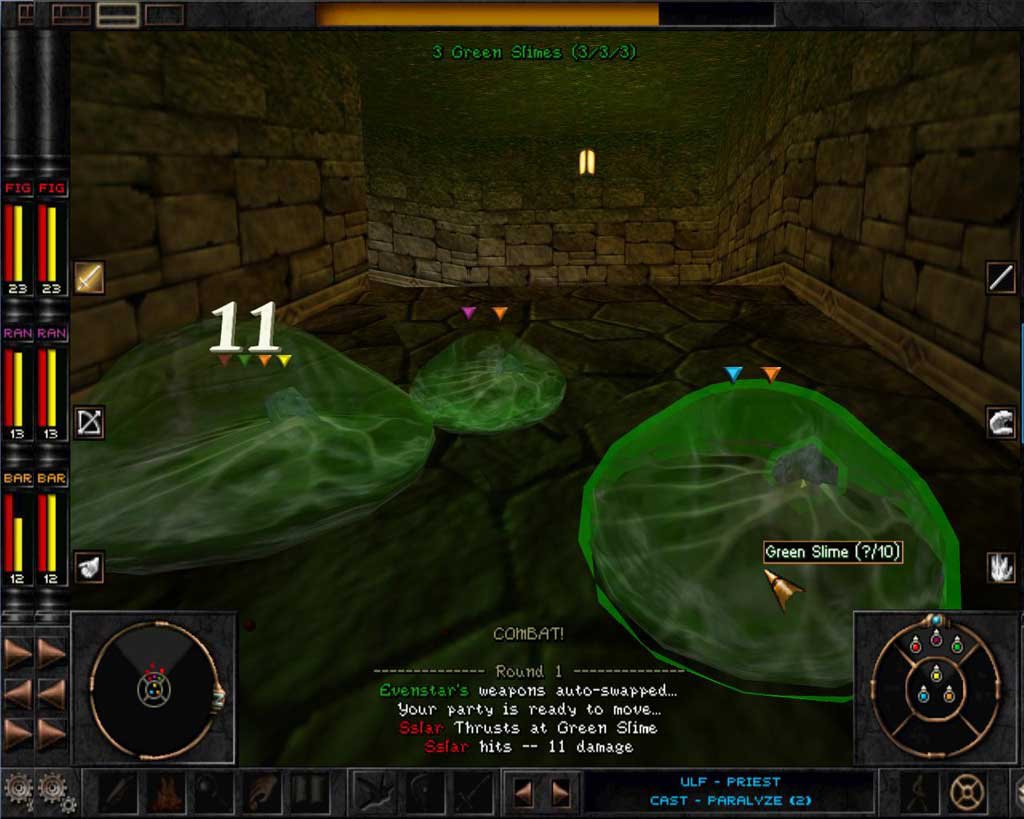 3 Green Slimes (3/3/3)
FIG FIG
23 23
11
RAN RAN
13 13
BAR BAR
12 12
Green Slime (?/10)
COMBAT!
------------- Round 1 -------------
Evenstar's weapons auto-swapped...
Your party is ready to move...
Sslar Thrusts at Green Slime
Sslar hits -- 11 damage
ULF - PRIEST
CAST - PARALYZE (2)